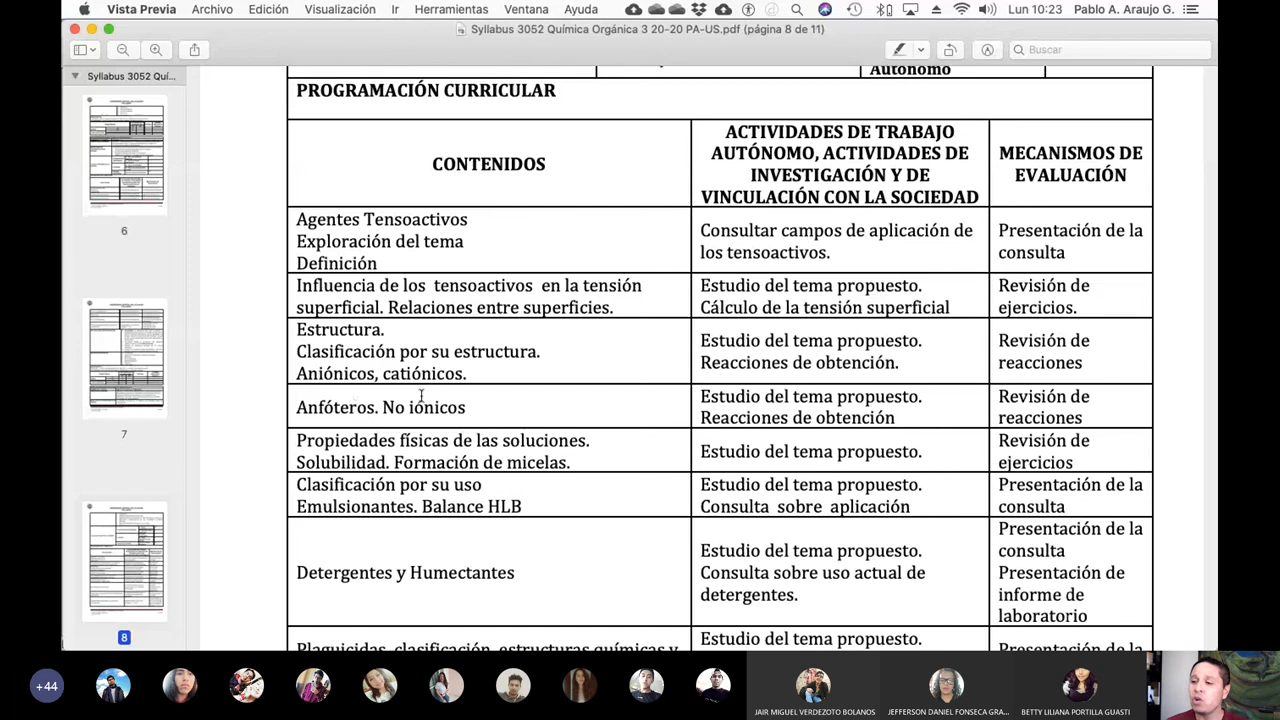 Vista Previa Archivo Edición Visualización Ir Herramientas Ventana Ayuda Lun 10:23 Pablo A. Araujo G.
Syllabus 3052 Química Orgánica 3 20-20 PA-US.pdf (página 8 de 11)
Buscar
Syllabus 3052 Quí...
6
7
8
Autónomo
PROGRAMACIÓN CURRICULAR
CONTENIDOS
ACTIVIDADES DE TRABAJO
AUTÓNOMO, ACTIVIDADES DE
INVESTIGACIÓN Y DE
VINCULACIÓN CON LA SOCIEDAD
MECANISMOS DE
EVALUACIÓN
Agentes Tensoactivos
Exploración del tema
Definición
Consultar campos de aplicación de
los tensoactivos.
Presentación de la
consulta
Influencia de los tensoactivos en la tensión
superficial. Relaciones entre superficies.
Estudio del tema propuesto.
Cálculo de la tensión superficial
Revisión de
ejercicios.
Estructura.
Clasificación por su estructura.
Aniónicos, catiónicos.
Estudio del tema propuesto.
Reacciones de obtención.
Revisión de
reacciones
Anfóteros. No iónicos
Estudio del tema propuesto.
Reacciones de obtención
Revisión de
reacciones
Propiedades físicas de las soluciones.
Solubilidad. Formación de micelas.
Estudio del tema propuesto.
Revisión de
ejercicios
Clasificación por su uso
Emulsionantes. Balance HLB
Estudio del tema propuesto.
Consulta sobre aplicación
Presentación de la
consulta
Detergentes y Humectantes
Estudio del tema propuesto.
Consulta sobre uso actual de
detergentes.
Presentación de la
consulta
Presentación de
informe de
laboratorio
Plaguicidas, clasificación, estructuras químicas y
Estudio del tema propuesto.
Presentación de la
+44
JAIR MIGUEL VERDEZOTO BOLANOS
JEFFERSON DANIEL FONSECA GRA...
BETTY LILIANA PORTILLA GUASTI